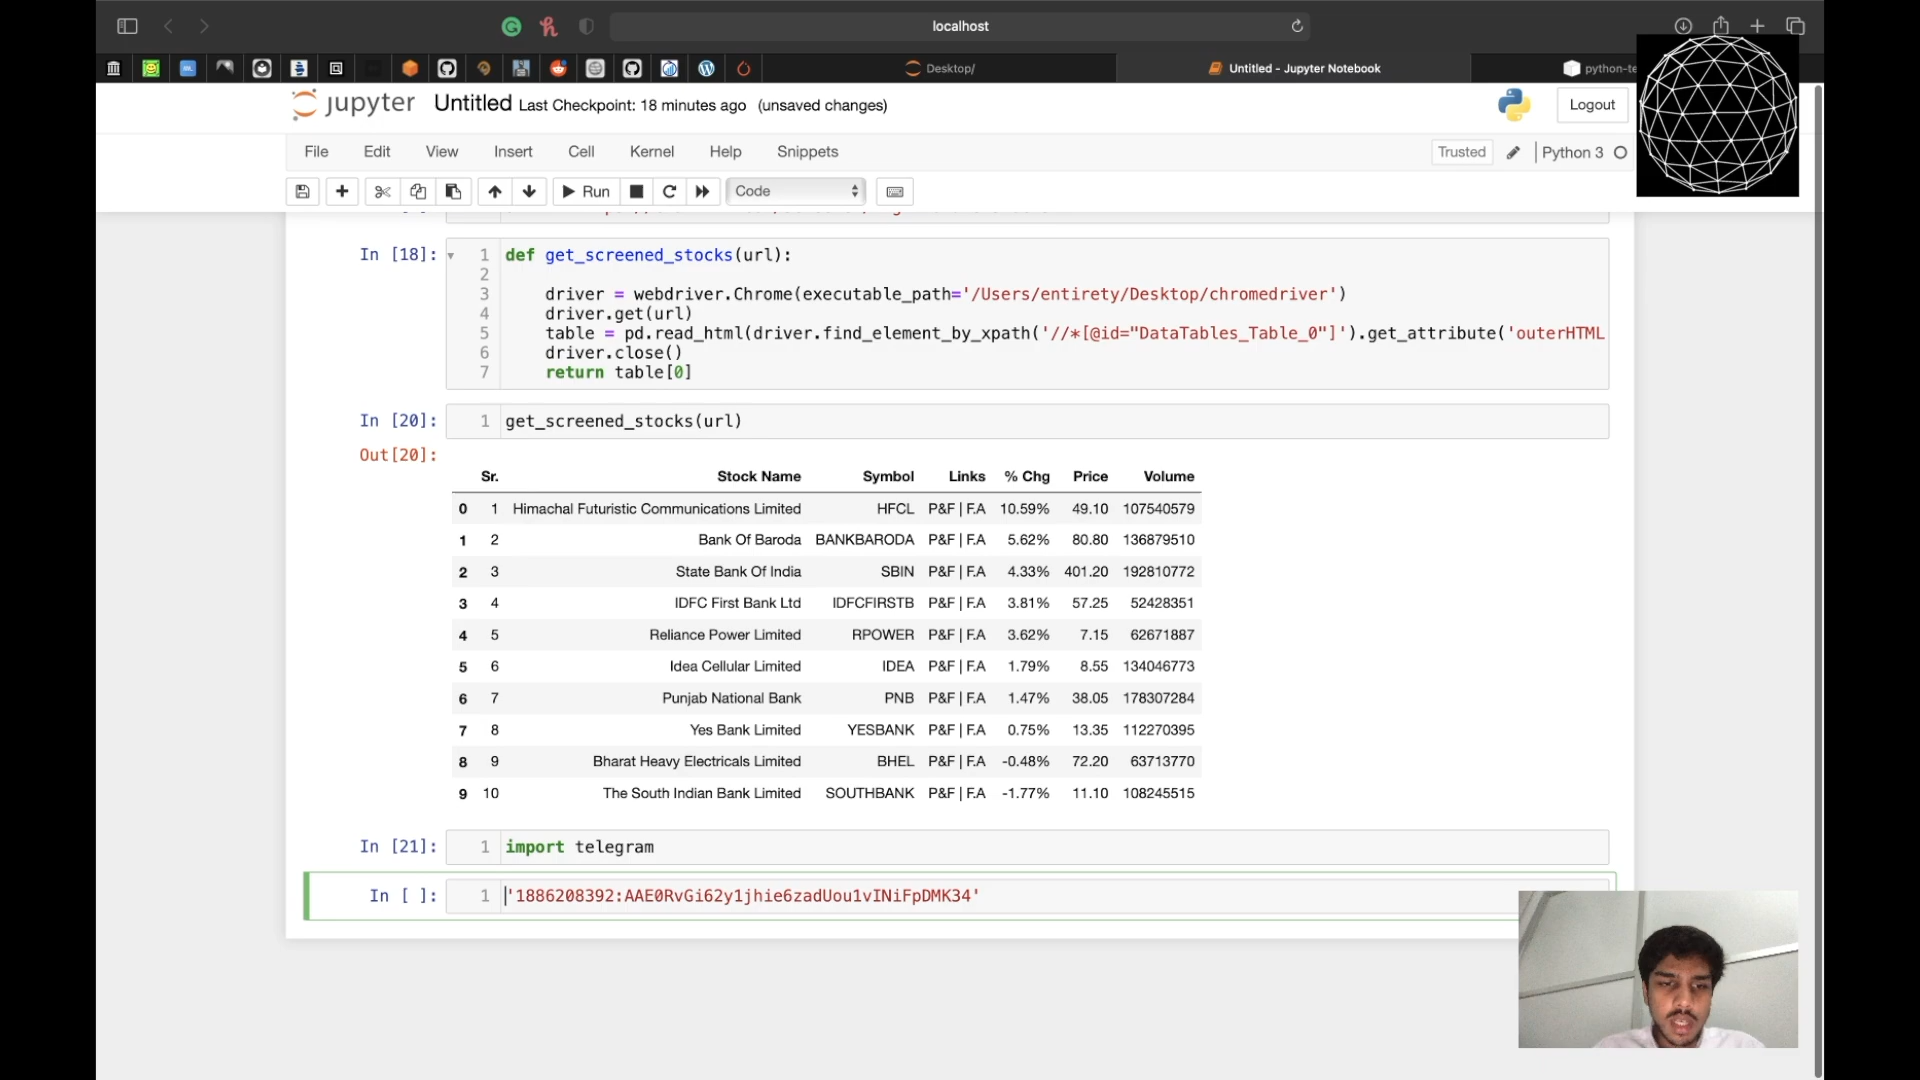 localhost
Desktop/
Untitled - Jupyter Notebook
python-te
jupyter Untitled Last Checkpoint: 18 minutes ago (unsaved changes)
Logout
File Edit View Insert Cell Kernel Help Snippets
Trusted Python 3
Run Code
In [18]:
1 def get_screened_stocks(url):
2
3 driver = webdriver.Chrome(executable_path='/Users/entirety/Desktop/chromedriver')
4 driver.get(url)
5 table = pd.read_html(driver.find_element_by_xpath('//*[@id="DataTables_Table_0"]').get_attribute('outerHTML
6 driver.close()
7 return table[0]
In [20]: 1 get_screened_stocks(url)
Out[20]:
Sr. Stock Name Symbol Links % Chg Price Volume
0 1 Himachal Futuristic Communications Limited HFCL P&F | F.A 10.59% 49.10 107540579
1 2 Bank Of Baroda BANKBARODA P&F | F.A 5.62% 80.80 136879510
2 3 State Bank Of India SBIN P&F | F.A 4.33% 401.20 192810772
3 4 IDFC First Bank Ltd IDFCFIRSTB P&F | F.A 3.81% 57.25 52428351
4 5 Reliance Power Limited RPOWER P&F | F.A 3.62% 7.15 62671887
5 6 Idea Cellular Limited IDEA P&F | F.A 1.79% 8.55 134046773
6 7 Punjab National Bank PNB P&F | F.A 1.47% 38.05 178307284
7 8 Yes Bank Limited YESBANK P&F | F.A 0.75% 13.35 112270395
8 9 Bharat Heavy Electricals Limited BHEL P&F | F.A -0.48% 72.20 63713770
9 10 The South Indian Bank Limited SOUTHBANK P&F | F.A -1.77% 11.10 108245515
In [21]: 1 import telegram
In [ ]: 1 '1886208392:AAE0RvGi62y1jhie6zadUou1vINiFpDMK34'